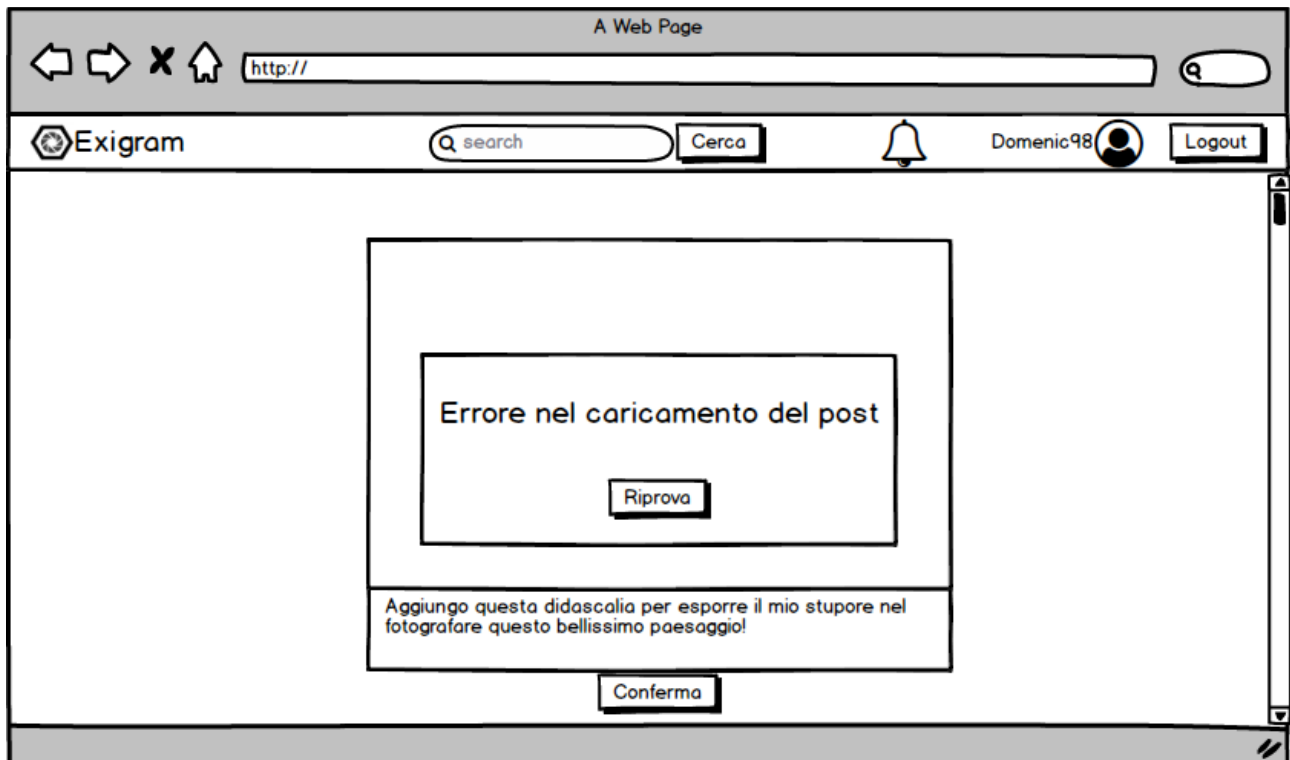 A Web Page
http://
Exigram
search
Cerca
Domenic98
Logout
Errore nel caricamento del post
Riprova
Aggiungo questa didascalia per esporre il mio stupore nel
fotografare questo bellissimo paesaggio!
Conferma